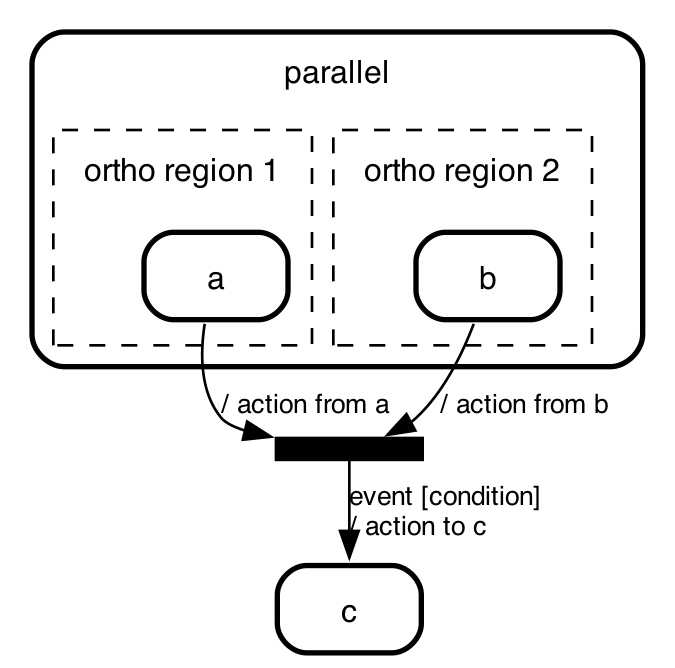 parallel
ortho region 1
ortho region 2
a
b
/ action from a
/ action from b
event [condition]
/ action to c
c